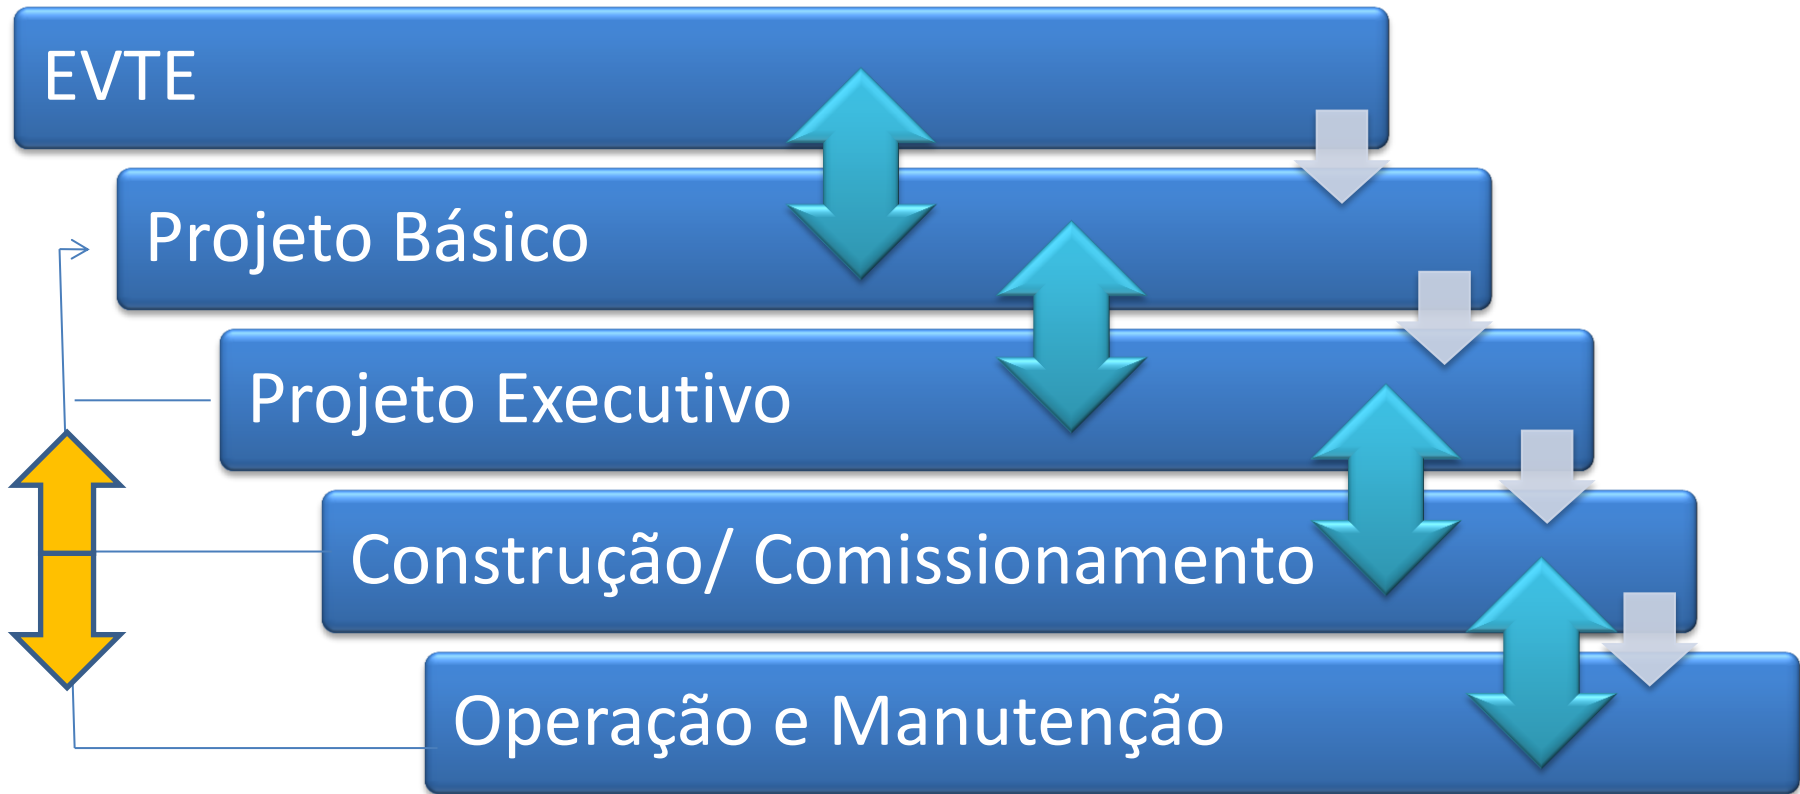 EVTE
Projeto Básico
Projeto Executivo
Construção/ Comissionamento
Operação e Manutenção